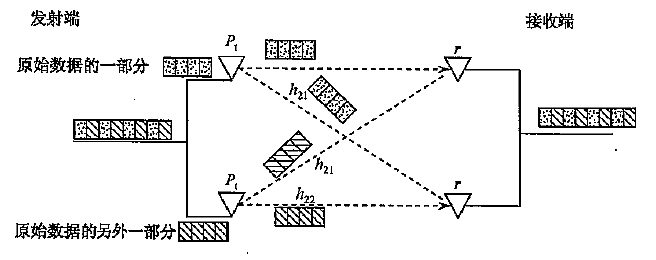 发射端
接收端
P₁
r
原始数据的一部分
h₂₁
h₂₁
Pₜ
r
h₂₂
原始数据的另外一部分